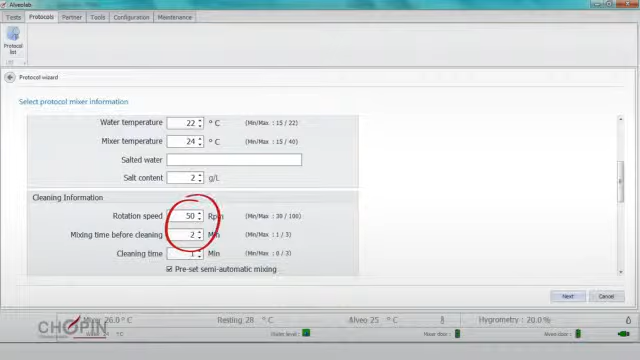 Alveolab
Tests Protocols Partner Tools Configuration Maintenance
Protocol
list
Protocol wizard
Select protocol mixer information
Water temperature 22 ° C (Min/Max : 15 / 22)
Mixer temperature 24 ° C (Min/Max : 15 / 40)
Salted water
Salt content 2 g/L
Cleaning Information
Rotation speed 50 Rpm (Min/Max : 30 / 100)
Mixing time before cleaning 2 Min (Min/Max : 1 / 3)
Cleaning time 1 Min (Min/Max : 0 / 3)
Pre-set semi-automatic mixing
Next Cancel
Mixer 26.0 °C Resting 28 °C Alveo 25 °C Hygrometry : 20.0 %
CHOPIN
Water level : Mixer door : Alveo door :